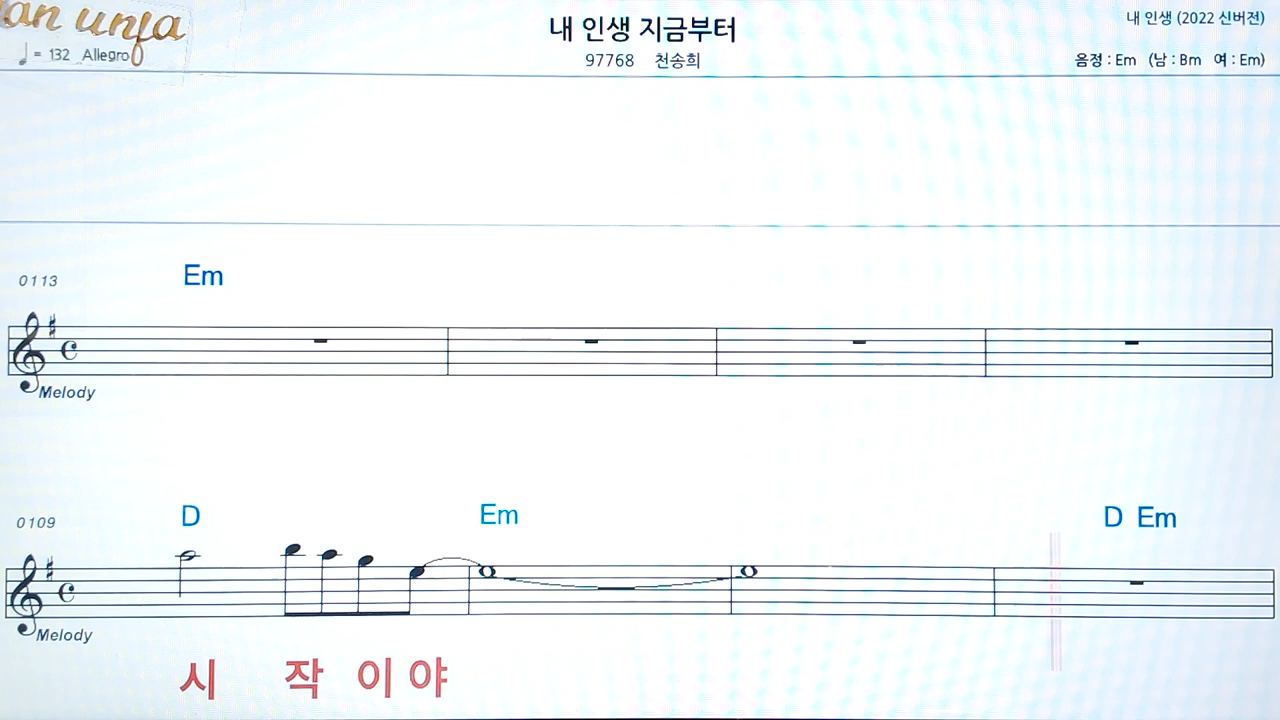 내 인생 지금부터
내 인생 (2022 신버전)
♩ = 132 Allegro
97768 천송희
음정 : Em (남 : Bm 여 : Em)
0113
Em
Melody
0109
D Em D Em
Melody
시 작 이 야